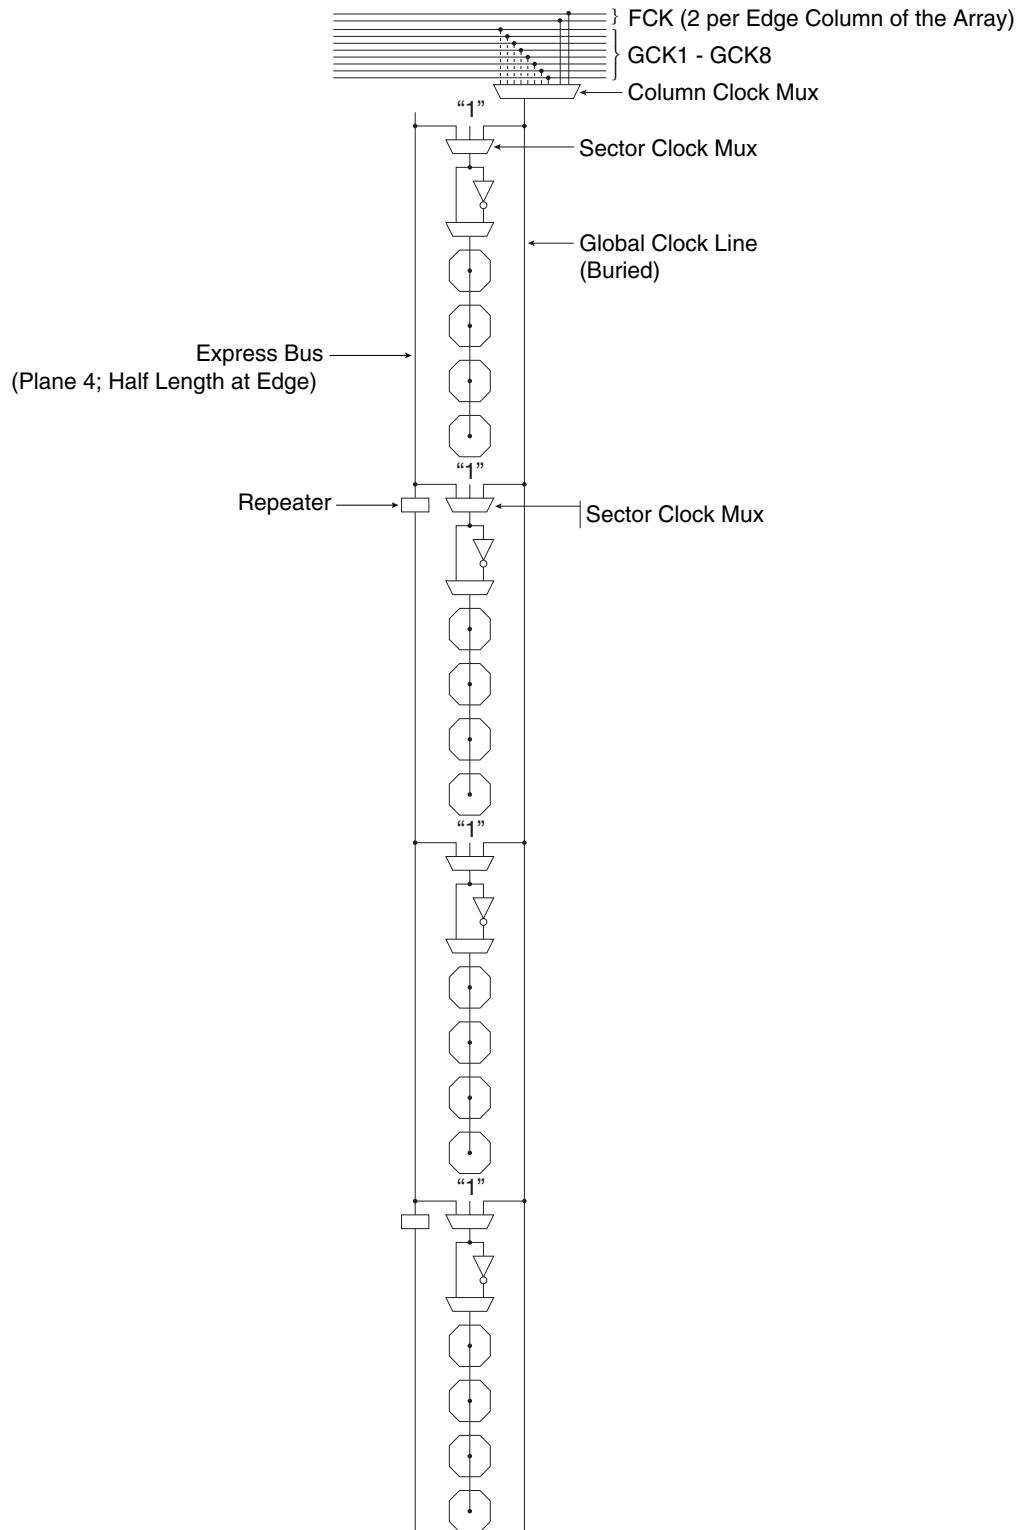 FCK (2 per Edge Column of the Array)
GCK1 - GCK8
Column Clock Mux
“1”
Sector Clock Mux
Global Clock Line
(Buried)
Express Bus
(Plane 4; Half Length at Edge)
“1”
Repeater
Sector Clock Mux
“1”
“1”